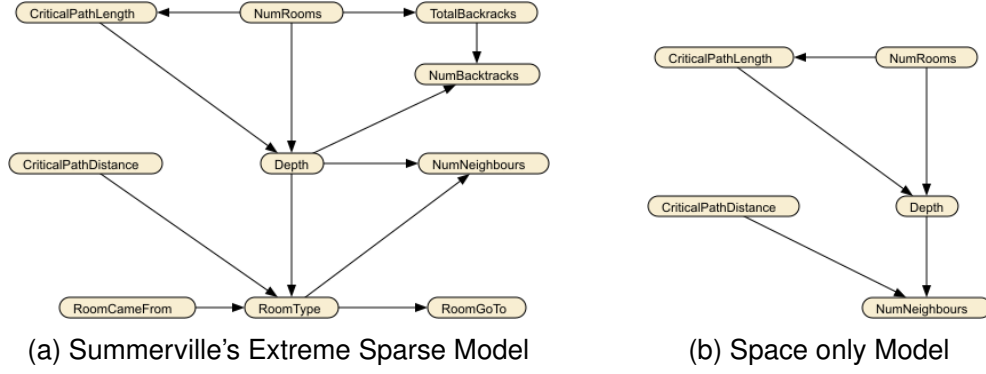 CriticalPathLength
NumRooms
TotalBackracks
NumBacktracks
CriticalPathDistance
Depth
NumNeighbours
RoomCameFrom
RoomType
RoomGoTo
(a) Summerville's Extreme Sparse Model
CriticalPathLength
NumRooms
CriticalPathDistance
Depth
NumNeighbours
(b) Space only Model